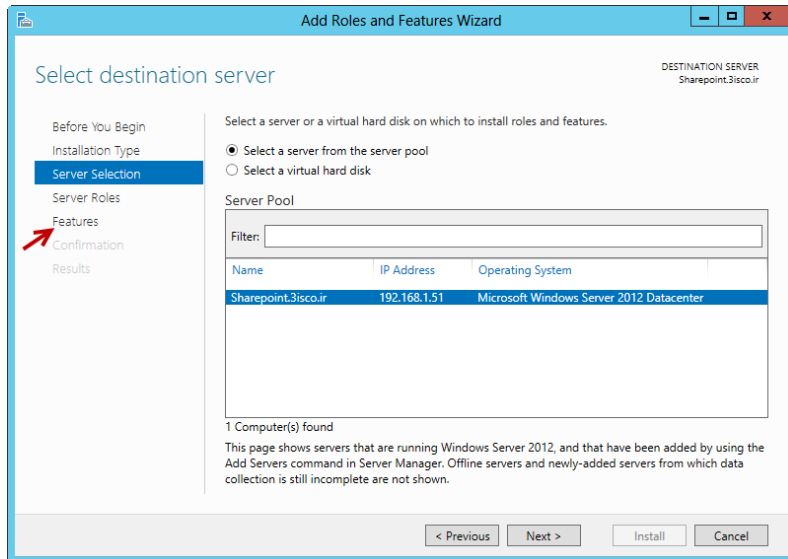 Add Roles and Features Wizard
Select destination server
DESTINATION SERVER
Sharepoint.3isco.ir
Before You Begin
Installation Type
Server Selection
Server Roles
Features
Confirmation
Results
Select a server or a virtual hard disk on which to install roles and features.
Select a server from the server pool
Select a virtual hard disk
Server Pool
Filter:
Name IP Address Operating System
Sharepoint.3isco.ir 192.168.1.51 Microsoft Windows Server 2012 Datacenter
1 Computer(s) found
This page shows servers that are running Windows Server 2012, and that have been added by using the
Add Servers command in Server Manager. Offline servers and newly-added servers from which data
collection is still incomplete are not shown.
< Previous Next > Install Cancel